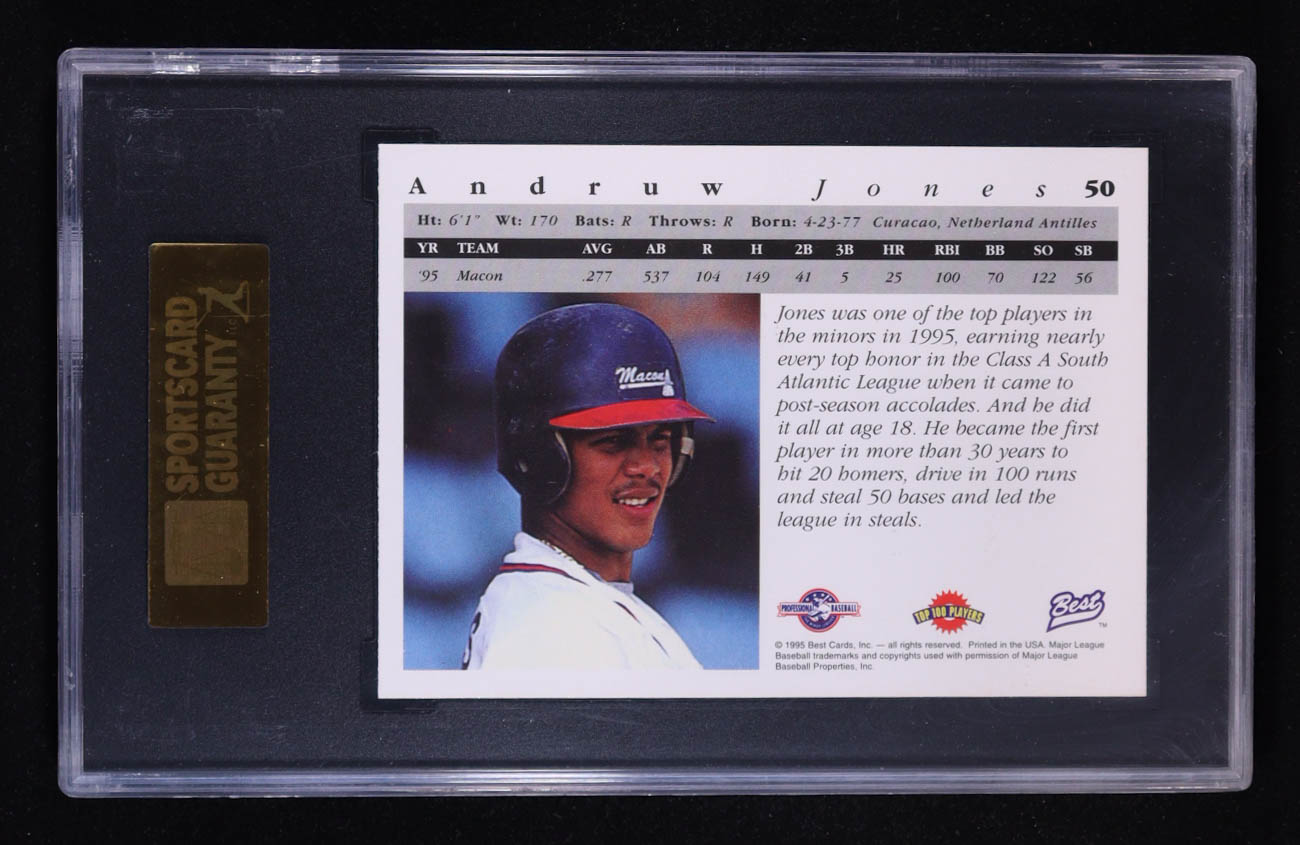 SPORTSCARD
GUARANTY
Andruw Jones 50
Ht: 6'1" Wt: 170 Bats: R Throws: R Born: 4-23-77 Curacao, Netherland Antilles
YR TEAM AVG AB R H 2B 3B HR RBI BB SO SB
'95 Macon .277 537 104 149 41 5 25 100 70 122 56
Macon
Jones was one of the top players in
the minors in 1995, earning nearly
every top honor in the Class A South
Atlantic League when it came to
post-season accolades. And he did
it all at age 18. He became the first
player in more than 30 years to
hit 20 homers, drive in 100 runs
and steal 50 bases and led the
league in steals.
PROFESSIONAL BASEBALL
TOP 100 PLAYERS
Best TM
© 1995 Best Cards, Inc. — all rights reserved. Printed in the USA. Major League
Baseball trademarks and copyrights used with permission of Major League
Baseball Properties, Inc.